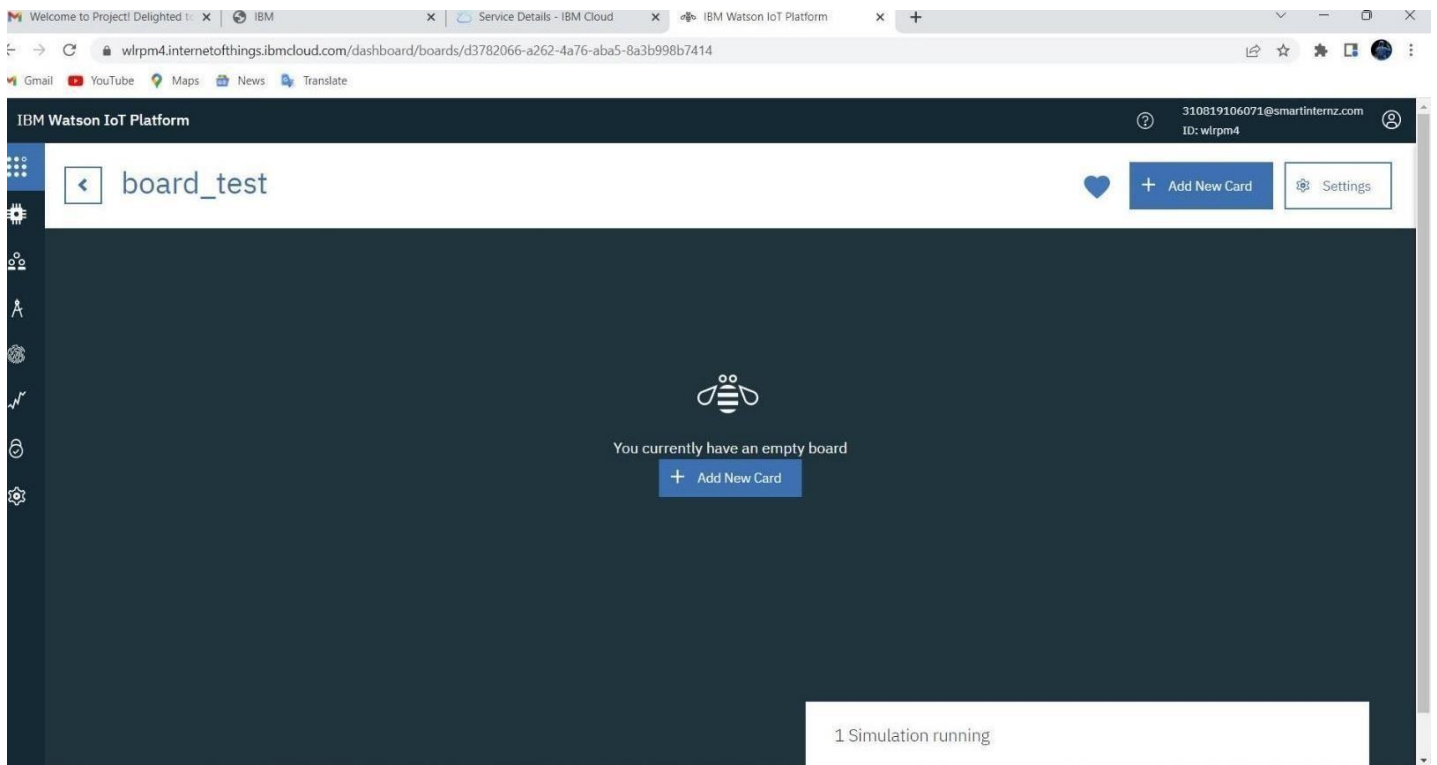 Welcome to Project! Delighted to
IBM
Service Details - IBM Cloud
IBM Watson IoT Platform
wlrpm4.internetofthings.ibmcloud.com/dashboard/boards/d3782066-a262-4a76-aba5-8a3b998b7414
Gmail YouTube Maps News Translate
IBM Watson IoT Platform
310819106071@smartinternz.com
ID: wlrpm4
board_test
+ Add New Card
Settings
You currently have an empty board
+ Add New Card
1 Simulation running